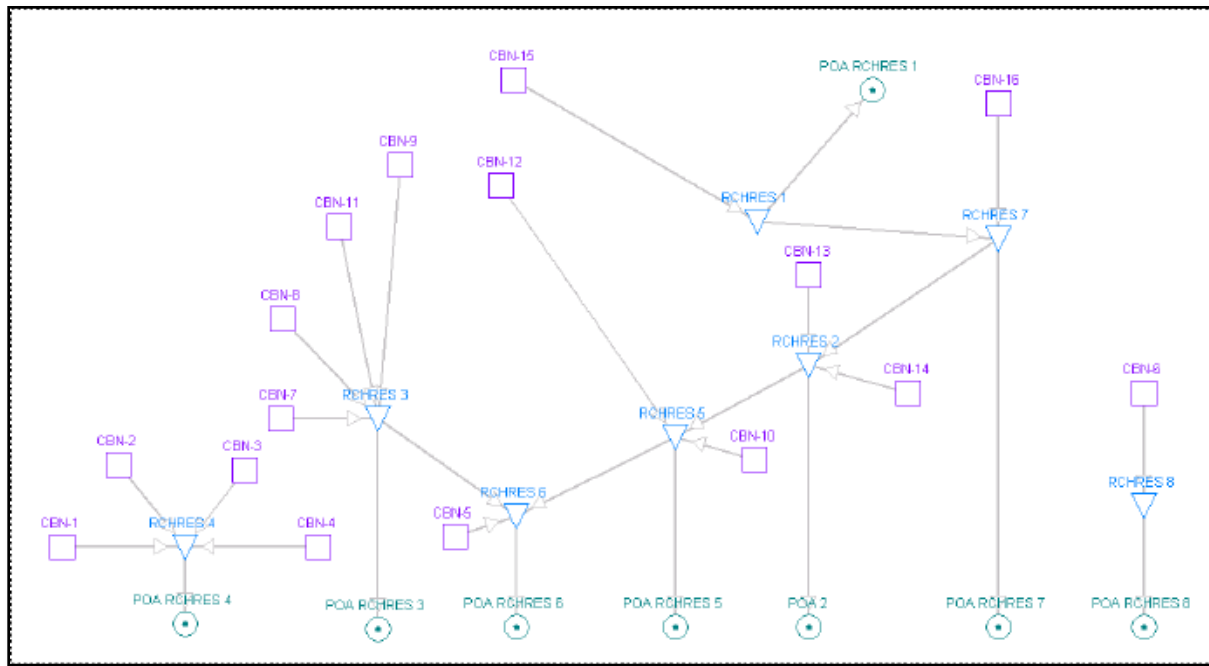 CBN-15
POA RCHRES 1
CBN-16
CBN-9
CBN-12
CBN-11
RCHRES 1
RCHRES 7
CBN-13
CBN-8
RCHRES 2
CBN-14
CBN-6
CBN-7
RCHRES 3
RCHRES 5
CBN-2
CBN-3
CBN-10
RCHRES 8
RCHRES 6
CBN-1
RCHRES 4
CBN-4
CBN-5
POA RCHRES 4
POA RCHRES 3
POA RCHRES 6
POA RCHRES 5
POA 2
POA RCHRES 7
POA RCHRES 8